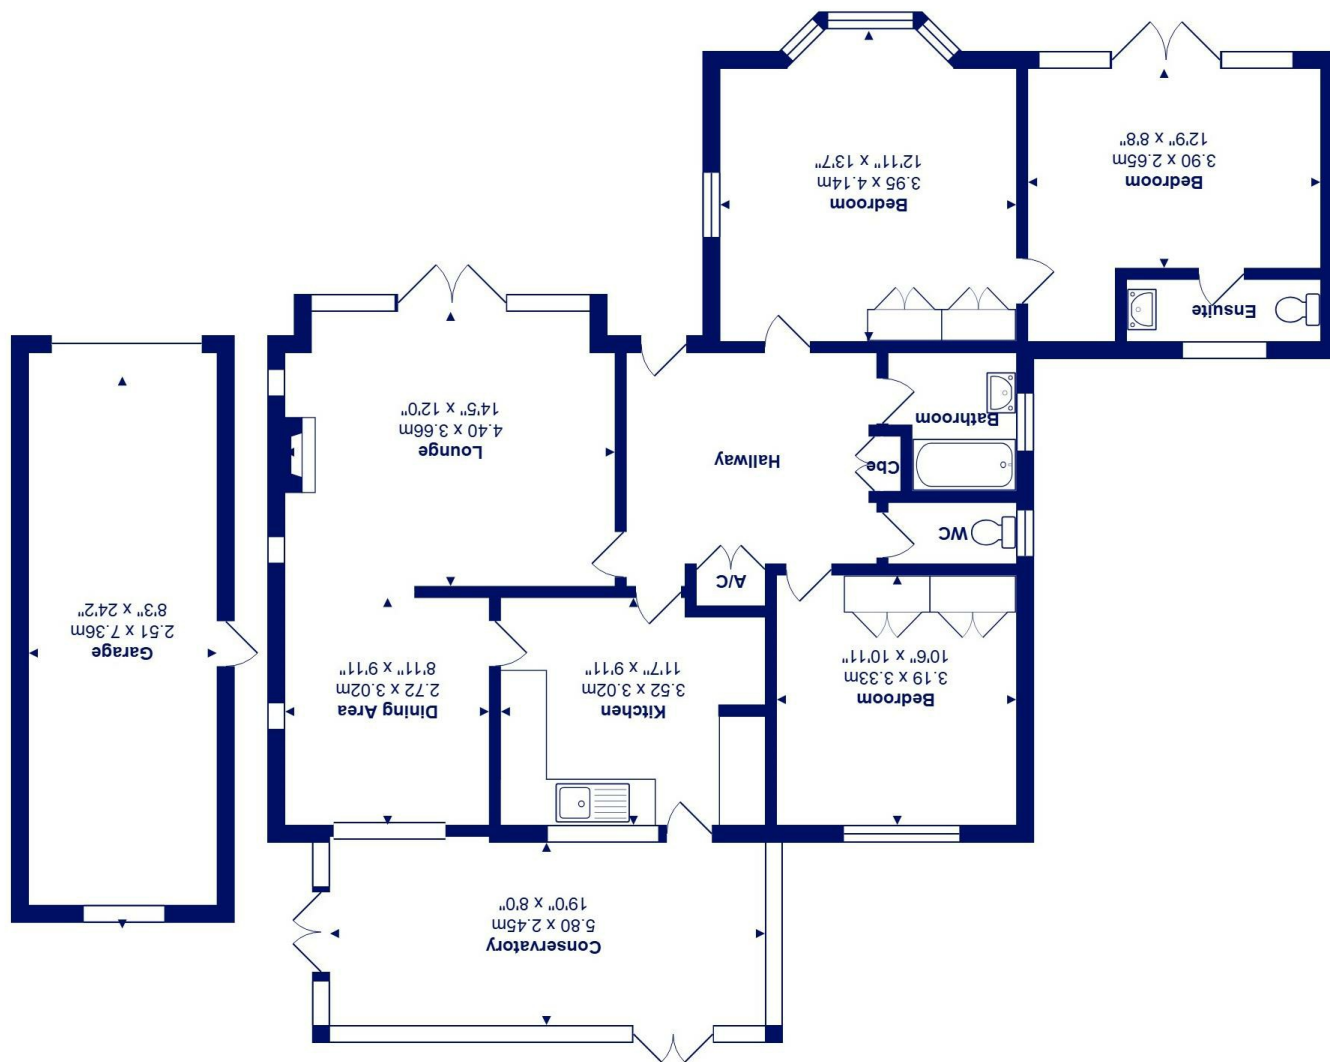 Conservatory
5.80 x 2.45m
19'0" x 8'0"
Bedroom
3.19 x 3.33m
10'6" x 10'11"
Kitchen
3.52 x 3.02m
11'7" x 9'11"
Dining Area
2.72 x 3.02m
8'11" x 9'11"
Garage
2.51 x 7.36m
8'3" x 24'2"
A/C
WC
Cbe
Hallway
Lounge
4.40 x 3.66m
14'5" x 12'0"
Bathroom
Ensuite
Bedroom
3.95 x 4.14m
12'11" x 13'7"
Bedroom
3.90 x 2.65m
12'9" x 8'8"